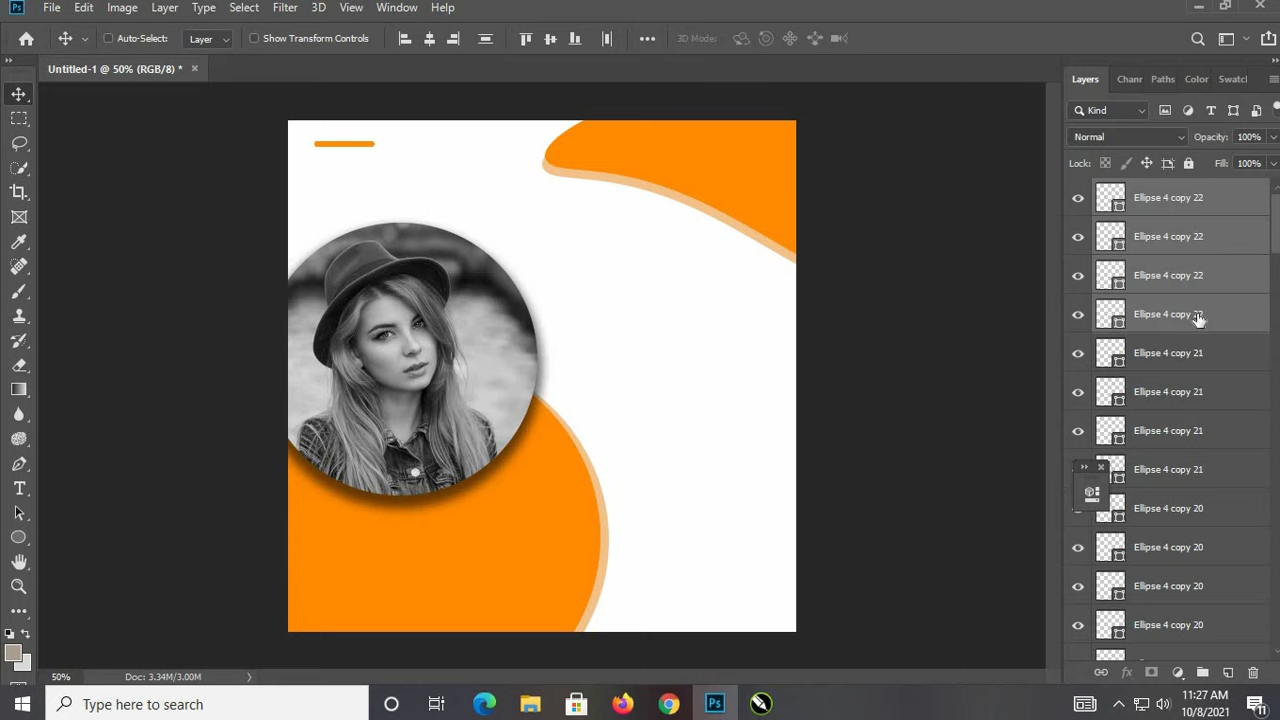 Ps File Edit Image Layer Type Select Filter 3D View Window Help
Auto-Select: Layer Show Transform Controls 3D Mode:
Untitled-1 @ 50% (RGB/8) *
Layers Chanr Paths Color Swatcl
Kind
Normal Opacity: 100%
Lock: Fill: 100%
Ellipse 4 copy 22
Ellipse 4 copy 22
Ellipse 4 copy 22
Ellipse 4 copy
Ellipse 4 copy 21
Ellipse 4 copy 21
Ellipse 4 copy 21
Ellipse 4 copy 21
Ellipse 4 copy 20
Ellipse 4 copy 20
Ellipse 4 copy 20
Ellipse 4 copy 20
50% Doc: 3.34M/3.00M
Type here to search
Ps
11:27 AM
10/8/2021